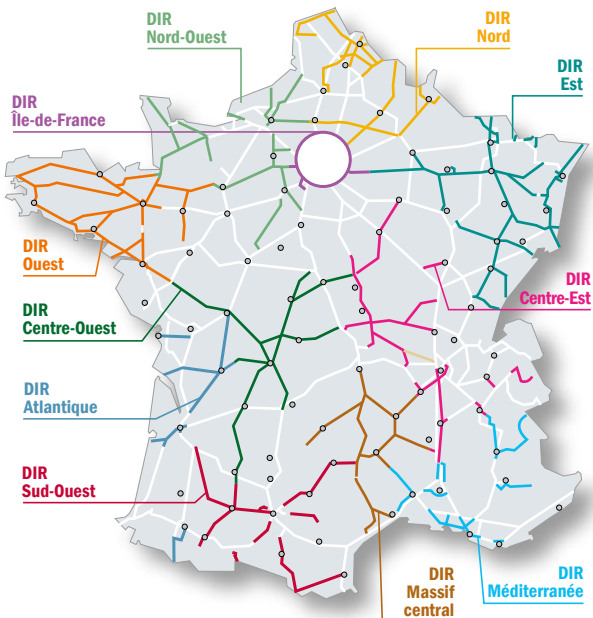 DIR
Nord-Ouest
DIR
Nord
DIR
Est
DIR
Île-de-France
DIR
Ouest
DIR
Centre-Est
DIR
Centre-Ouest
DIR
Atlantique
DIR
Sud-Ouest
DIR
Massif
central
DIR
Méditerranée